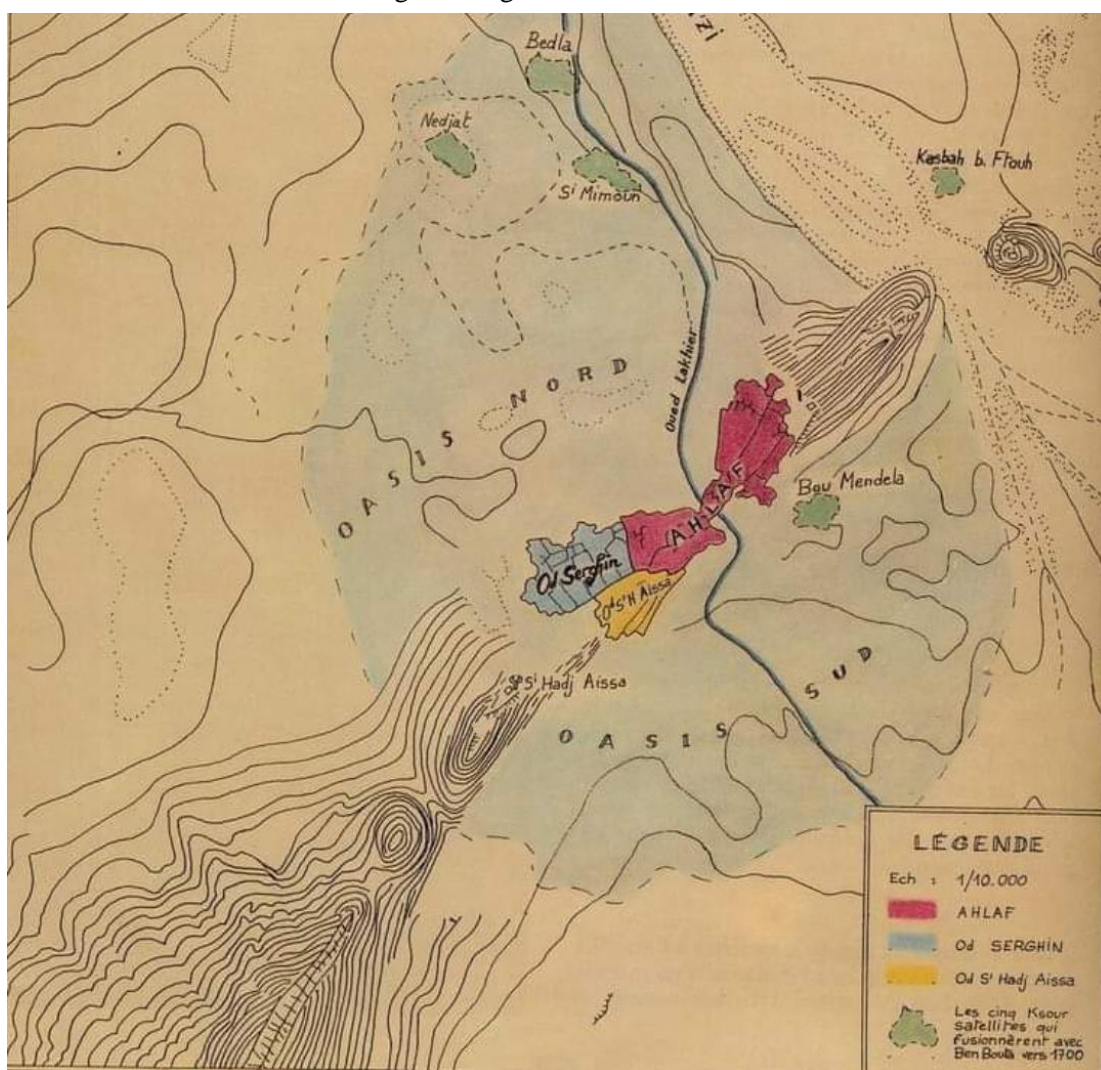 Bedla
Nedjat
Sⁱ Mimoun
Kasbah b. Ftouh
Oued Lakhier
OASIS NORD
AHLAF
Bou Mendela
Od Serghin
Od Sⁱ H Aissa
Sⁱ Hadj Aissa
OASIS SUD
LÉGENDE
Ech : 1/10.000
AHLAF
Od SERGHIN
Od Sⁱ Hadj Aissa
Les cinq Ksour
satellites qui
fusionnèrent avec
Ben Bouta vers 1700